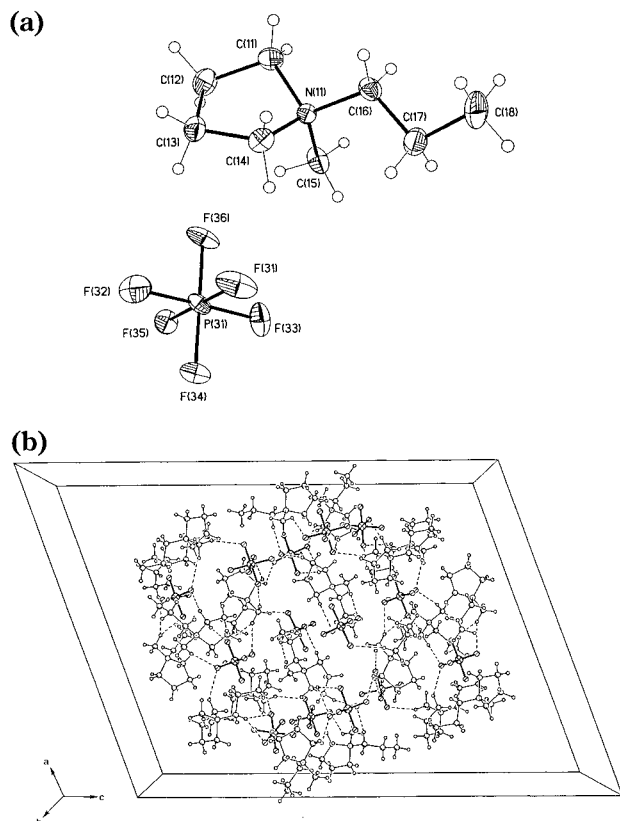 (a)
C(11)
C(12)
N(11)
C(16)
C(18)
C(13)
C(14)
C(17)
C(15)
F(36)
F(31)
F(32)
P(31)
F(35)
F(33)
F(34)
(b)
a
c